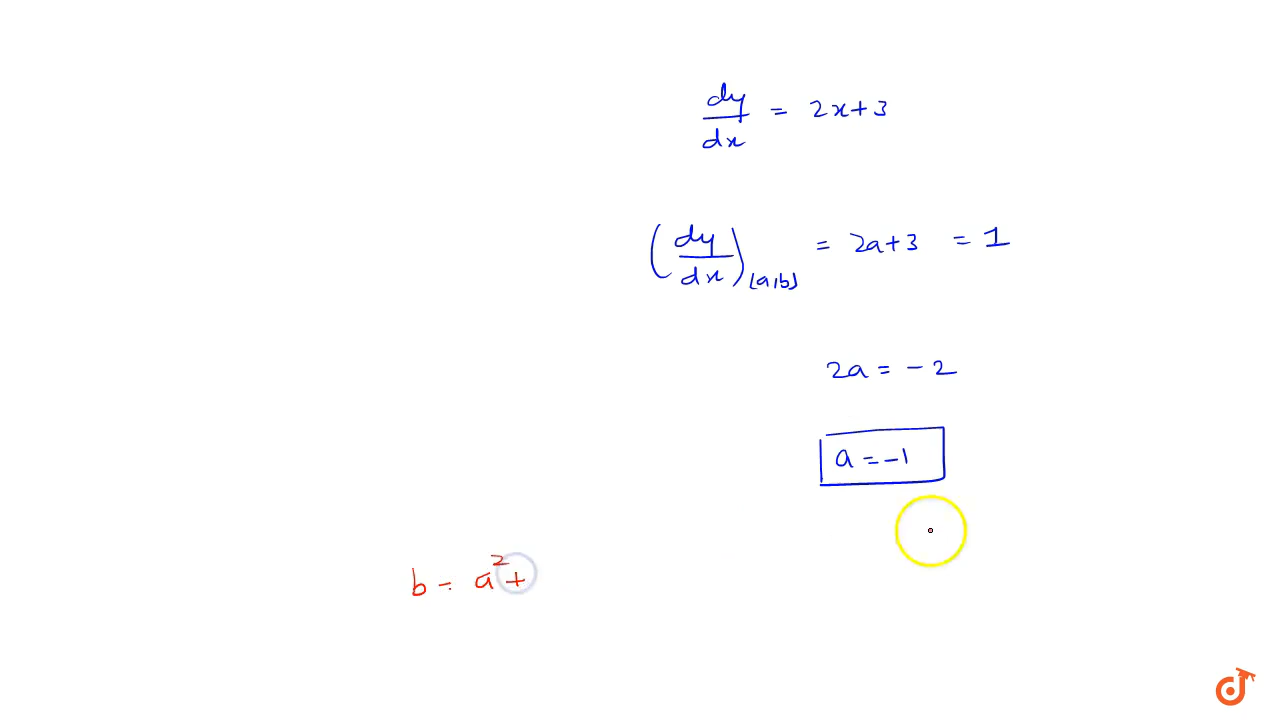 dy/dx = 2x+3
(dy/dx)[a,b] = 2a+3 = 1
2a = -2
a = -1
b = a² +